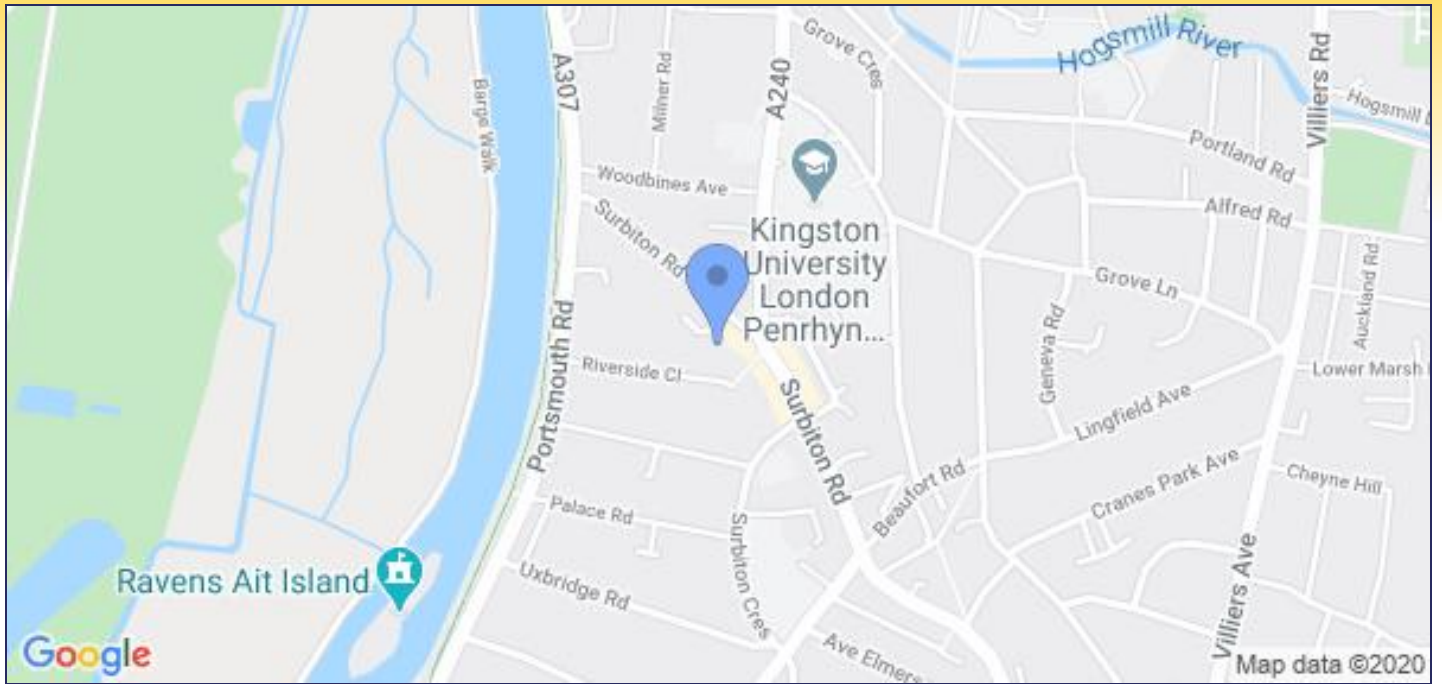 Grove Cres
Hogsmill River
A307
Milner Rd
A240
Villiers Rd
Barge Walk
Portland Rd
Woodbines Ave
Alfred Rd
Surbiton Rd
Kingston
University
London
Penrhyn...
Grove Ln
Auckland Rd
Geneva Rd
Portsmouth Rd
Riverside Cl
Lower Marsh
Surbiton Rd
Lingfield Ave
Beaufort Rd
Cranes Park Ave
Cheyne Hill
Palace Rd
Surbiton Cres
Ravens Ait Island
Uxbridge Rd
Villiers Ave
Ave Elmers
Hogsmill
Google
Map data ©2020